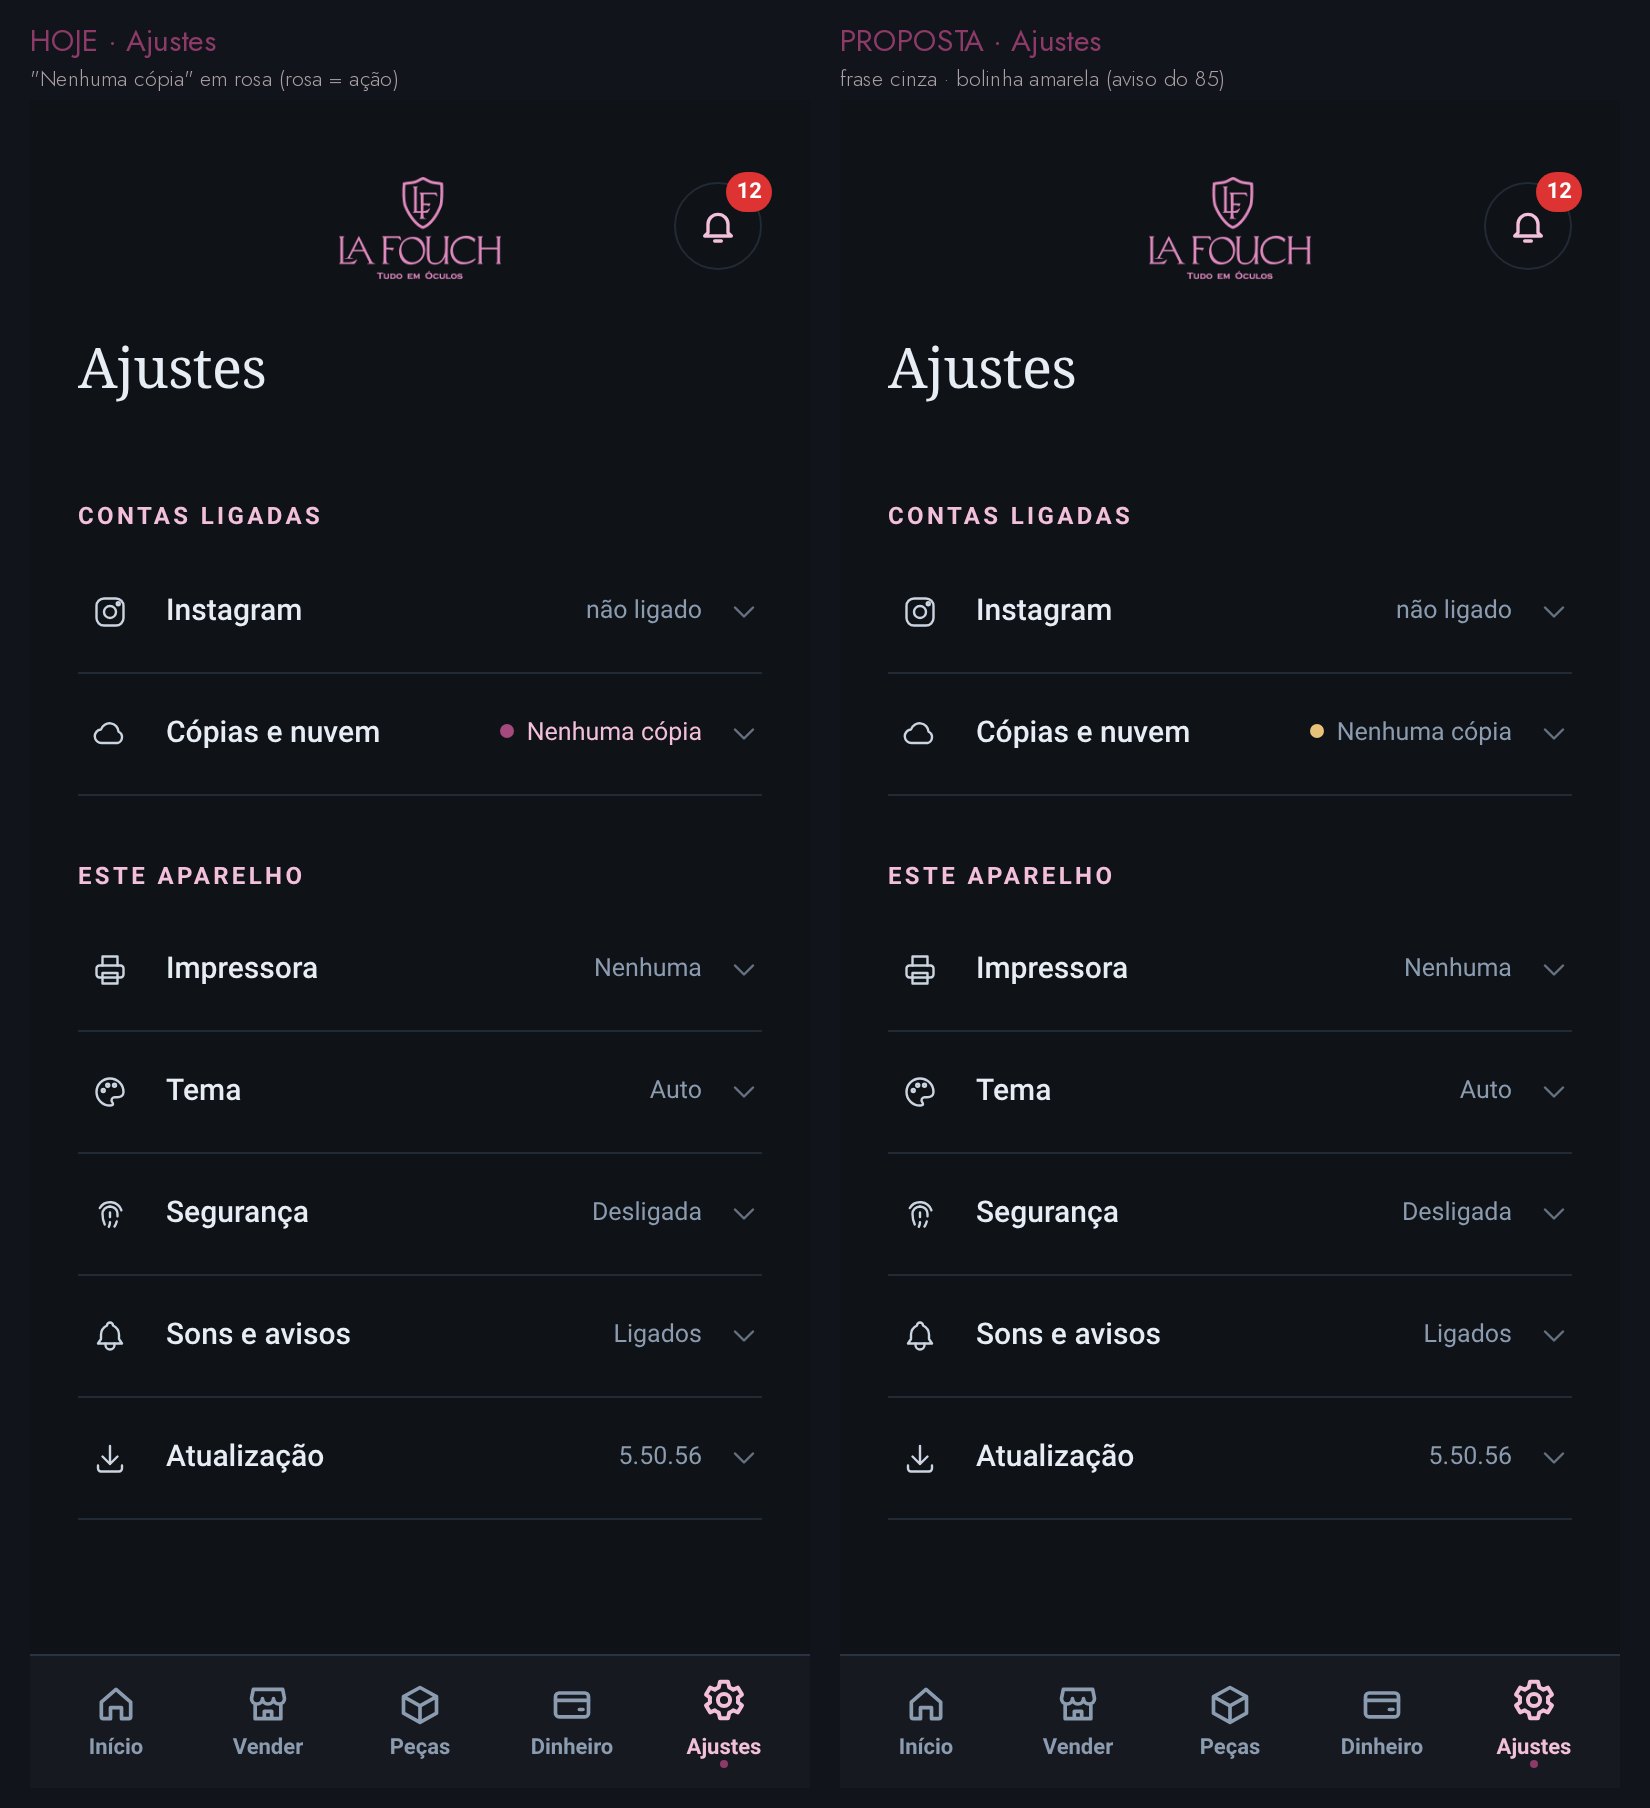 HOJE · Ajustes
"Nenhuma cópia" em rosa (rosa = ação)
LF
LA FOUCH
TUDO EM ÓCULOS
12
Ajustes
CONTAS LIGADAS
Instagram não ligado
Cópias e nuvem Nenhuma cópia
ESTE APARELHO
Impressora Nenhuma
Tema Auto
Segurança Desligada
Sons e avisos Ligados
Atualização 5.50.56
Início Vender Peças Dinheiro Ajustes
PROPOSTA · Ajustes
frase cinza · bolinha amarela (aviso do 85)
LF
LA FOUCH
TUDO EM ÓCULOS
12
Ajustes
CONTAS LIGADAS
Instagram não ligado
Cópias e nuvem Nenhuma cópia
ESTE APARELHO
Impressora Nenhuma
Tema Auto
Segurança Desligada
Sons e avisos Ligados
Atualização 5.50.56
Início Vender Peças Dinheiro Ajustes